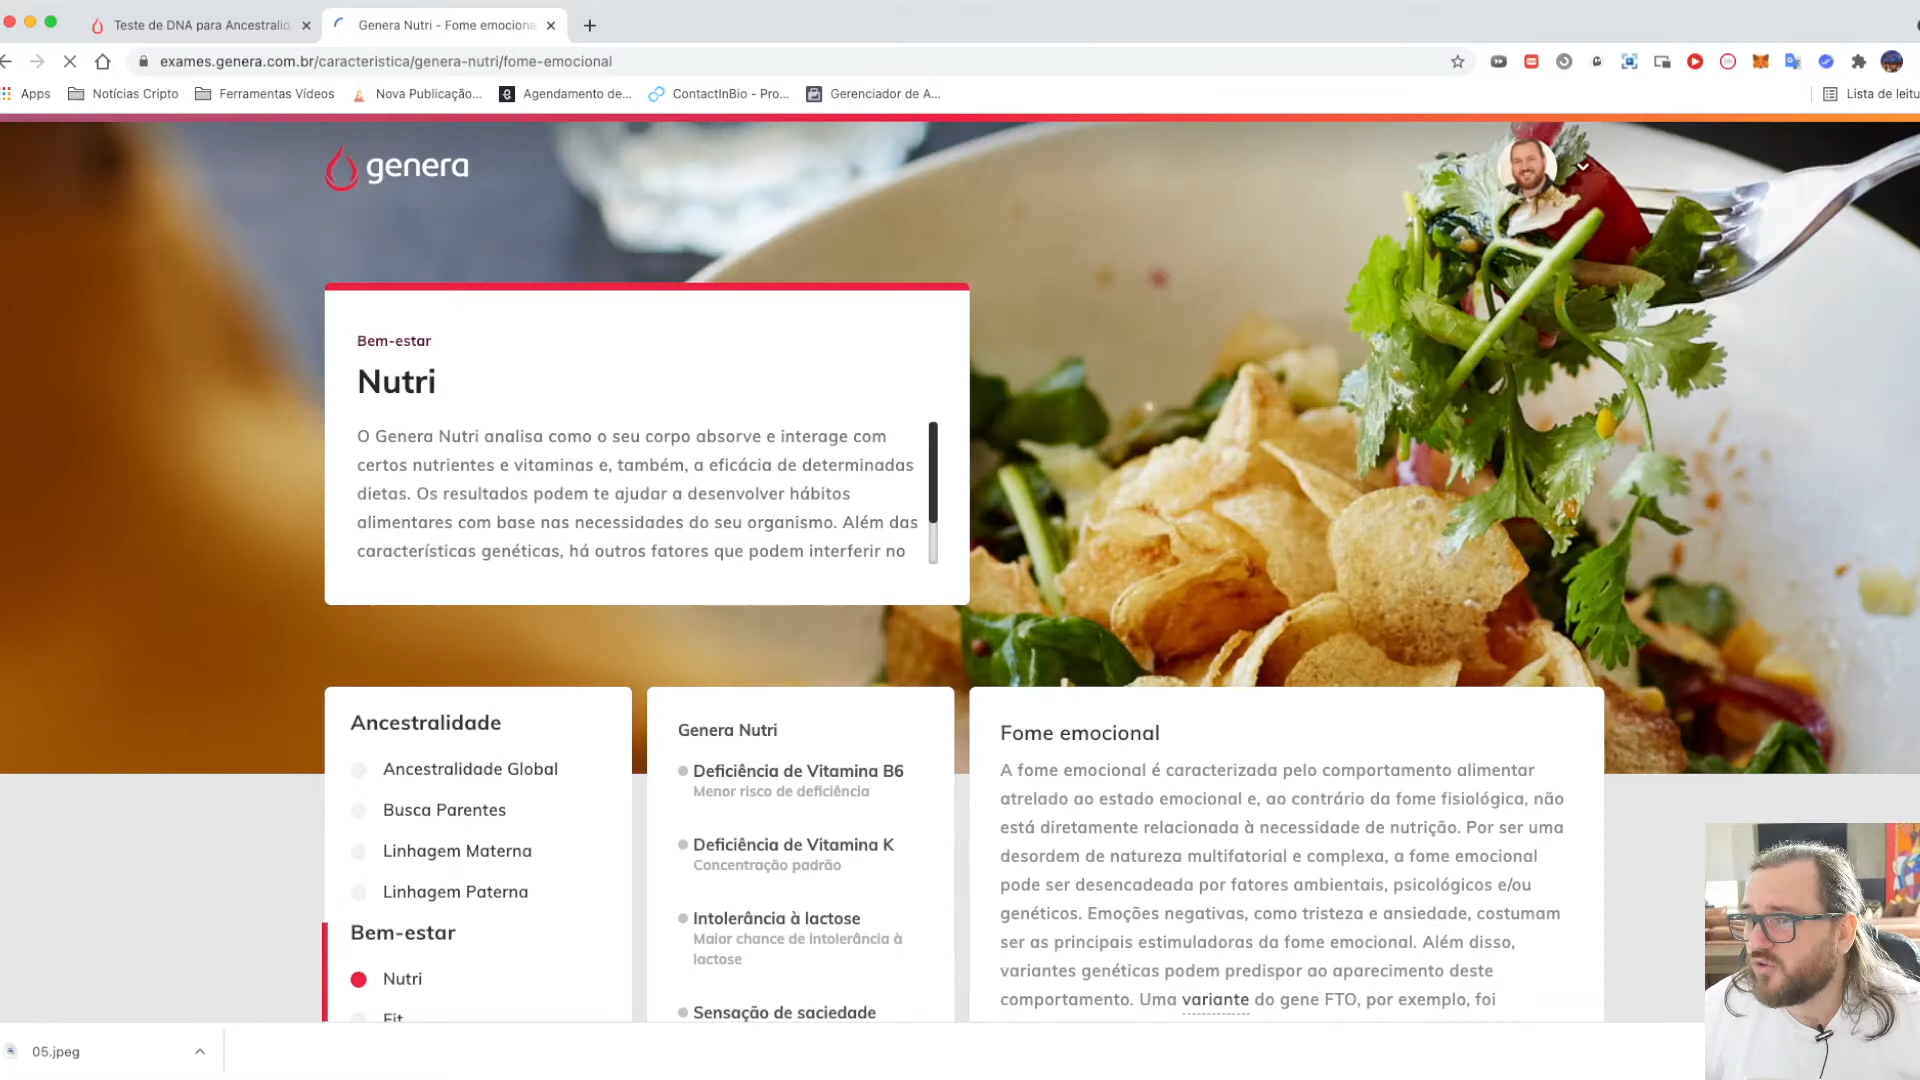 Teste de DNA para Ancestralid
Genera Nutri - Fome emociona
exames.genera.com.br/caracteristica/genera-nutri/fome-emocional
Apps
Notícias Cripto
Ferramentas Vídeos
Nova Publicação...
Agendamento de...
ContactInBio - Pro...
Gerenciador de A...
Lista de leitu
genera
Bem-estar
Nutri
O Genera Nutri analisa como o seu corpo absorve e interage com
certos nutrientes e vitaminas e, também, a eficácia de determinadas
dietas. Os resultados podem te ajudar a desenvolver hábitos
alimentares com base nas necessidades do seu organismo. Além das
características genéticas, há outros fatores que podem interferir no
Ancestralidade
Ancestralidade Global
Busca Parentes
Linhagem Materna
Linhagem Paterna
Bem-estar
Nutri
Fit
Genera Nutri
Deficiência de Vitamina B6
Menor risco de deficiência
Deficiência de Vitamina K
Concentração padrão
Intolerância à lactose
Maior chance de intolerância à
lactose
Sensação de saciedade
Fome emocional
A fome emocional é caracterizada pelo comportamento alimentar
atrelado ao estado emocional e, ao contrário da fome fisiológica, não
está diretamente relacionada à necessidade de nutrição. Por ser uma
desordem de natureza multifatorial e complexa, a fome emocional
pode ser desencadeada por fatores ambientais, psicológicos e/ou
genéticos. Emoções negativas, como tristeza e ansiedade, costumam
ser as principais estimuladoras da fome emocional. Além disso,
variantes genéticas podem predispor ao aparecimento deste
comportamento. Uma variante do gene FTO, por exemplo, foi
05.jpeg